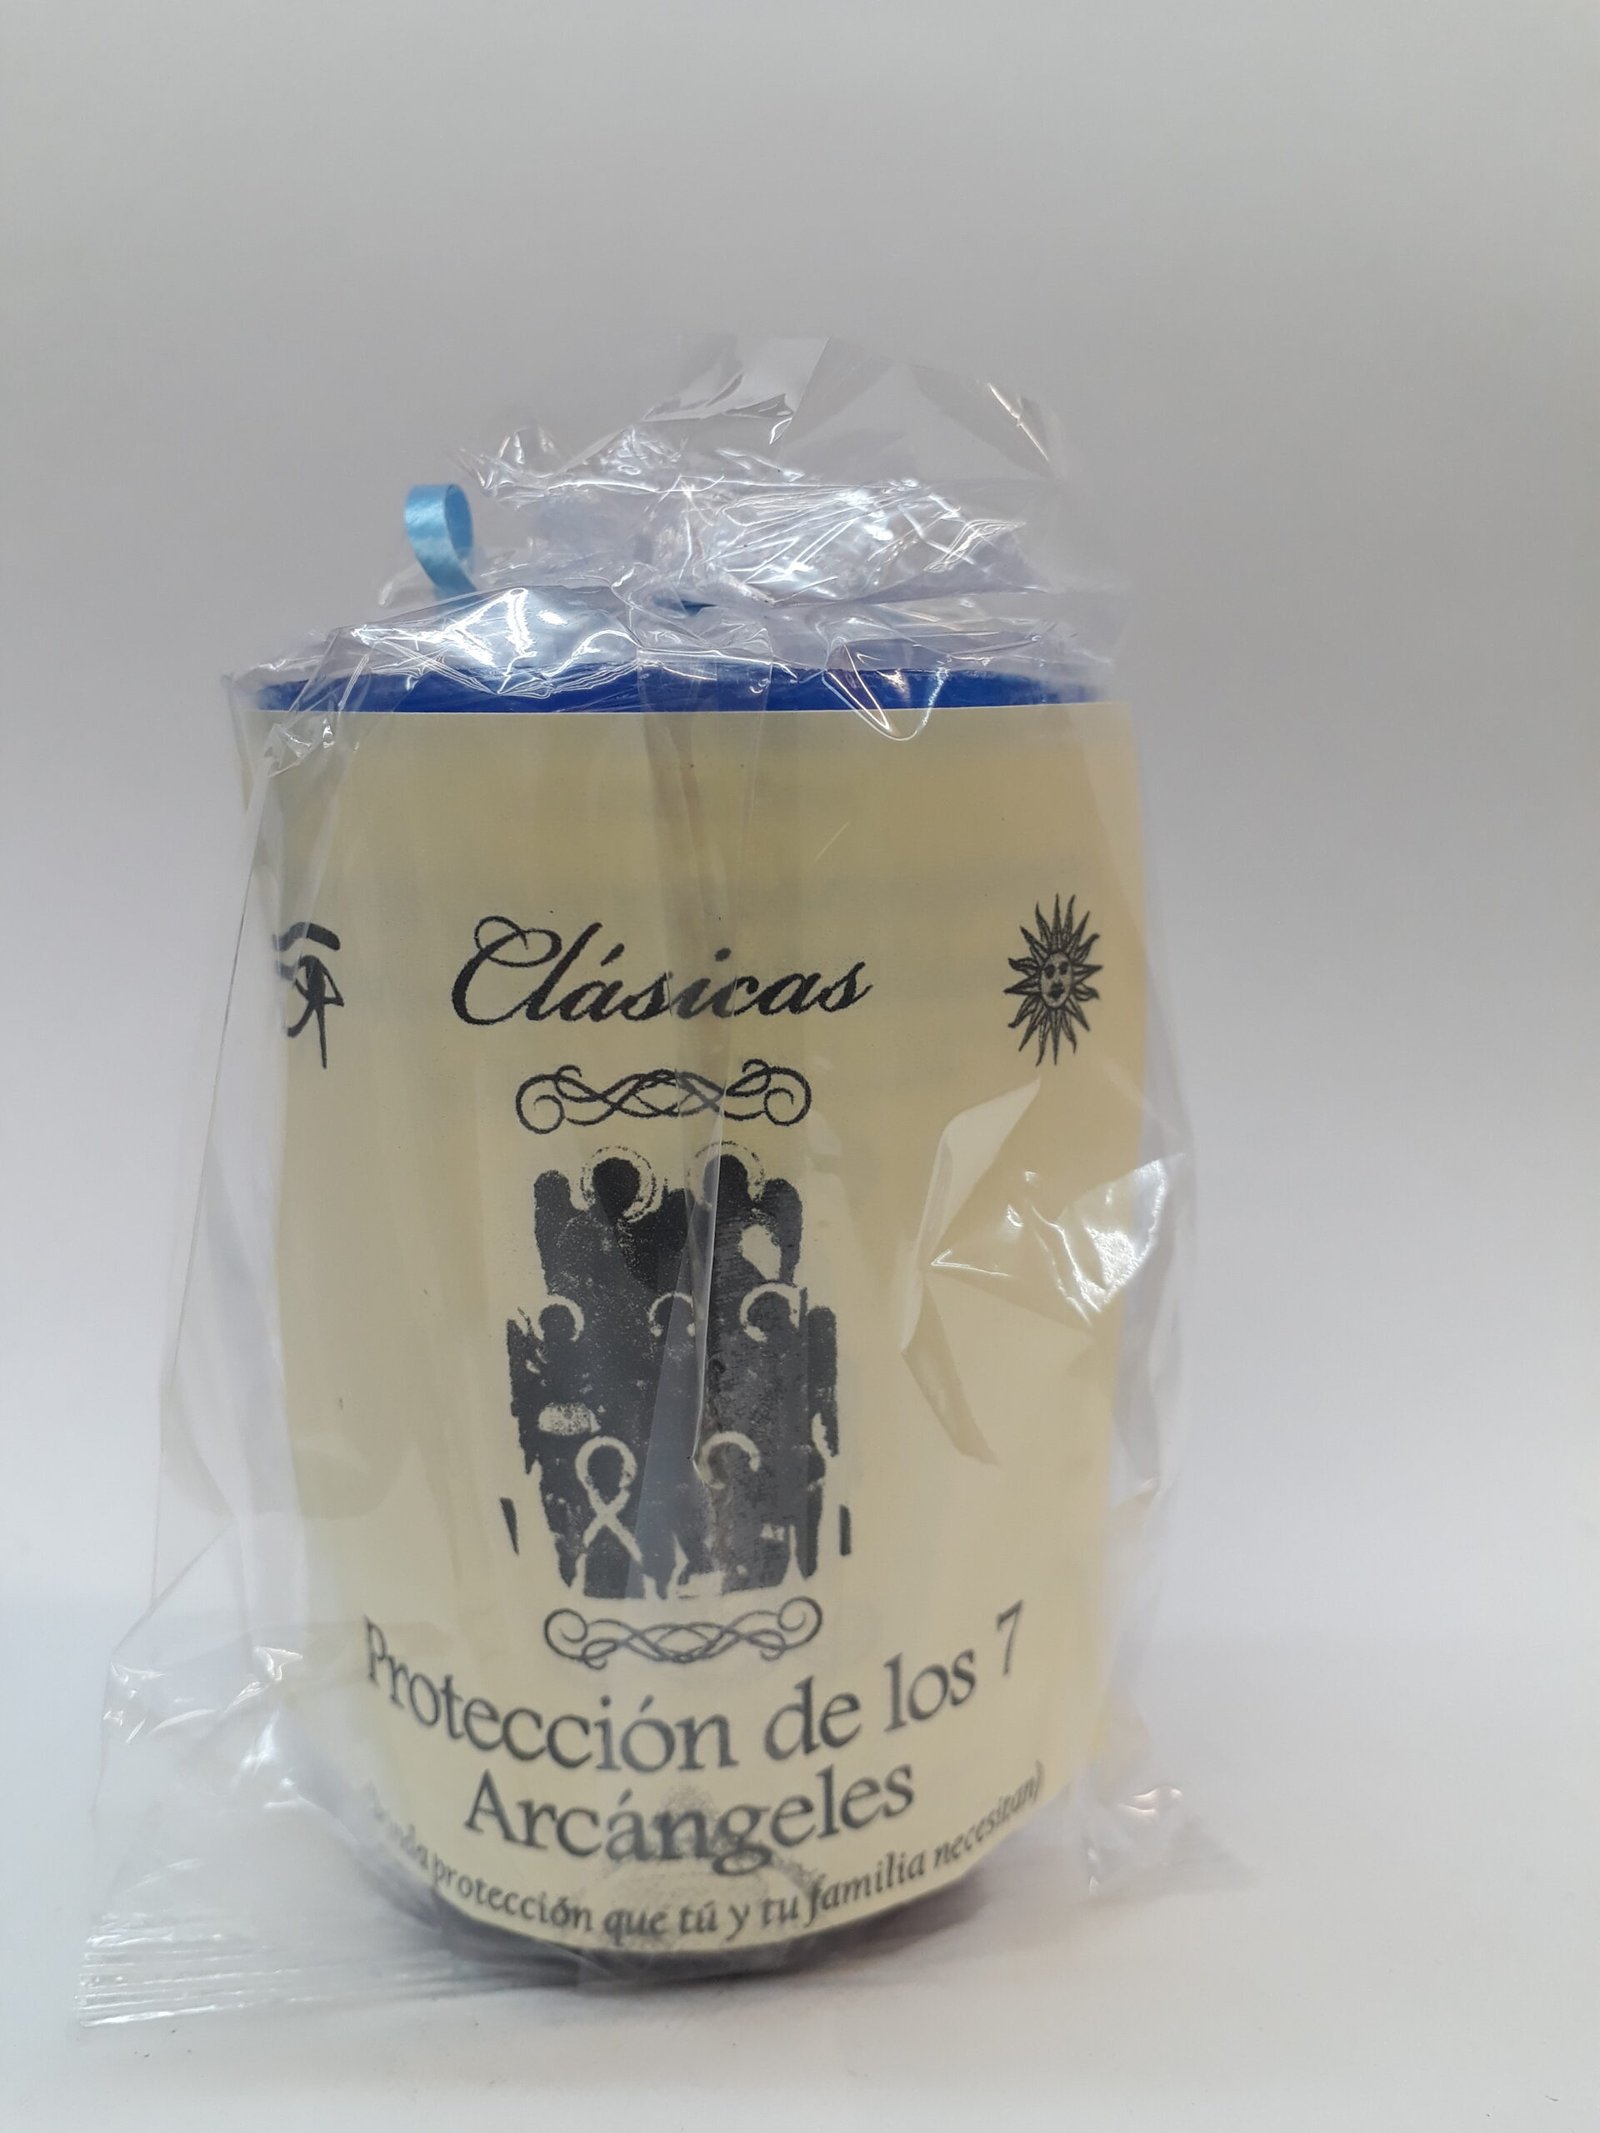 Clásicas
Protección de los 7
Arcángeles
protección que tú y tu familia necesitan)